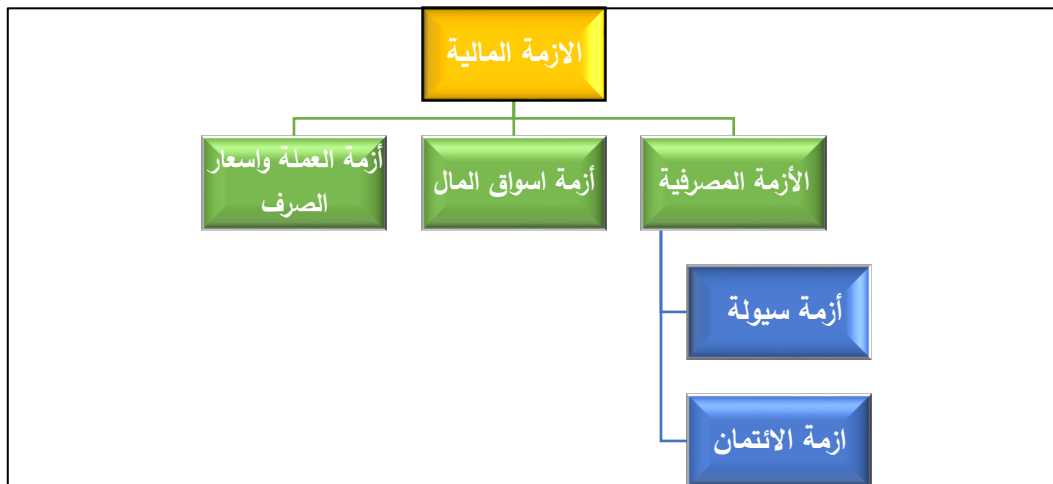 الازمة المالية
الأزمة المصرفية
أزمة اسواق المال
أزمة العملة واسعار
الصرف
أزمة سيولة
ازمة الائتمان